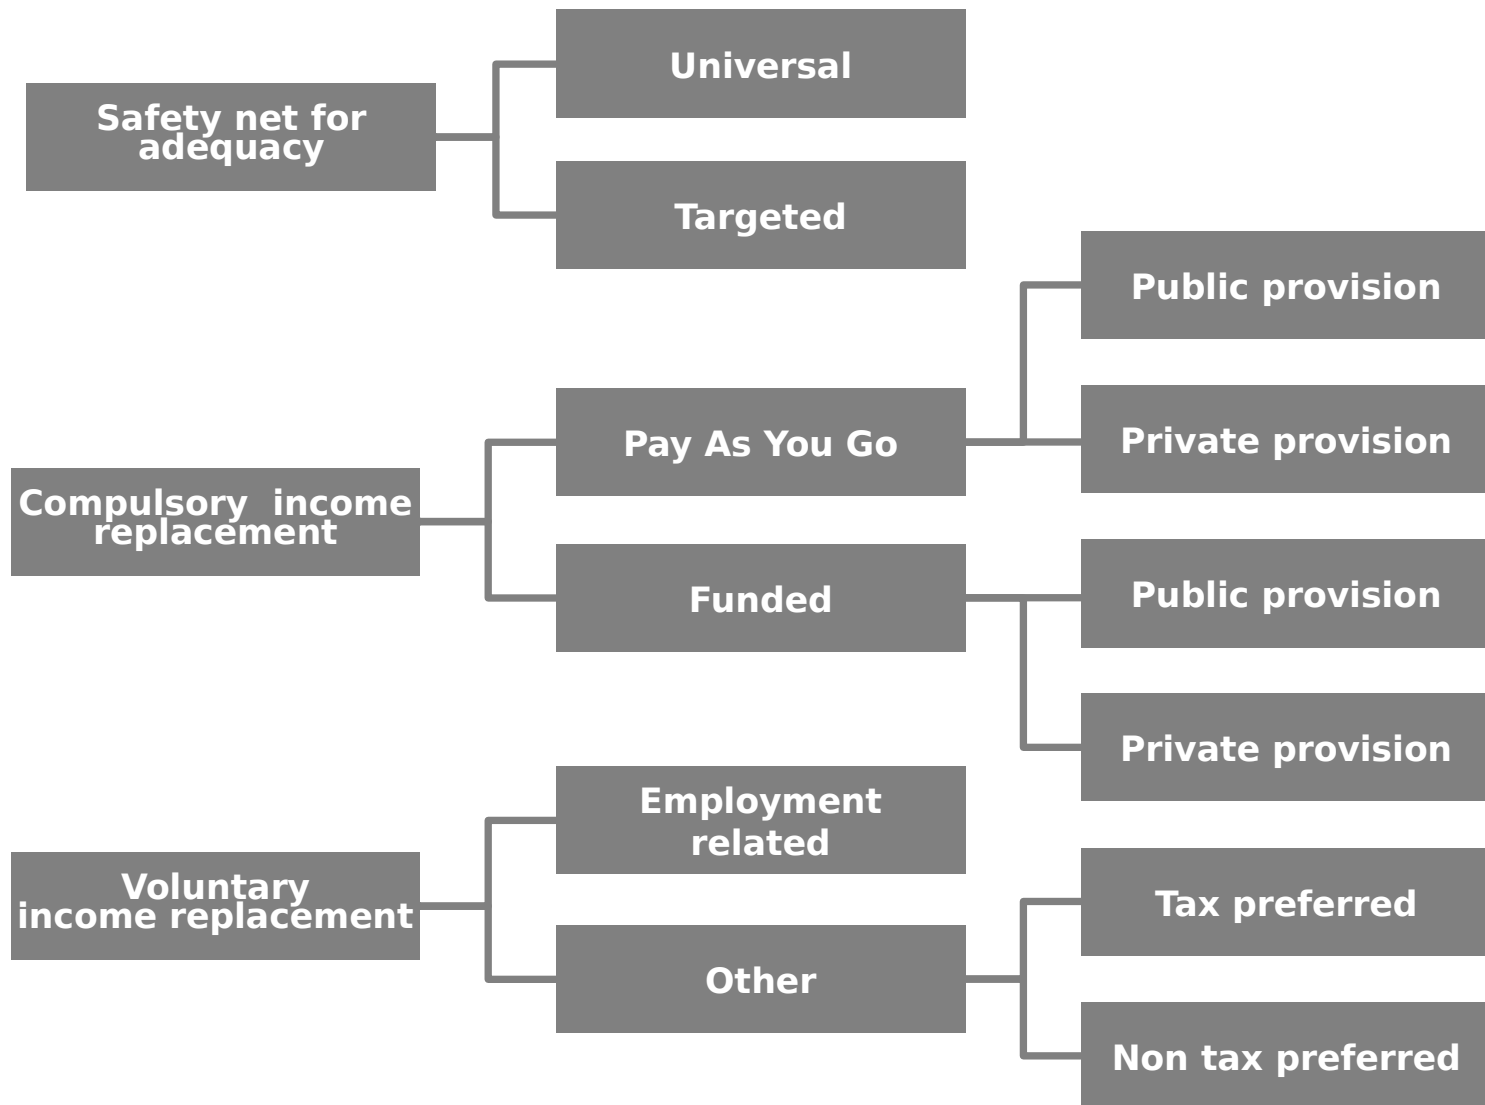 Safety net for
adequacy
Universal
Targeted
Compulsory  income
replacement
Pay As You Go
Public provision
Private provision
Funded
Public provision
Private provision
Voluntary
income replacement
Employment
related
Other
Tax preferred
Non tax preferred